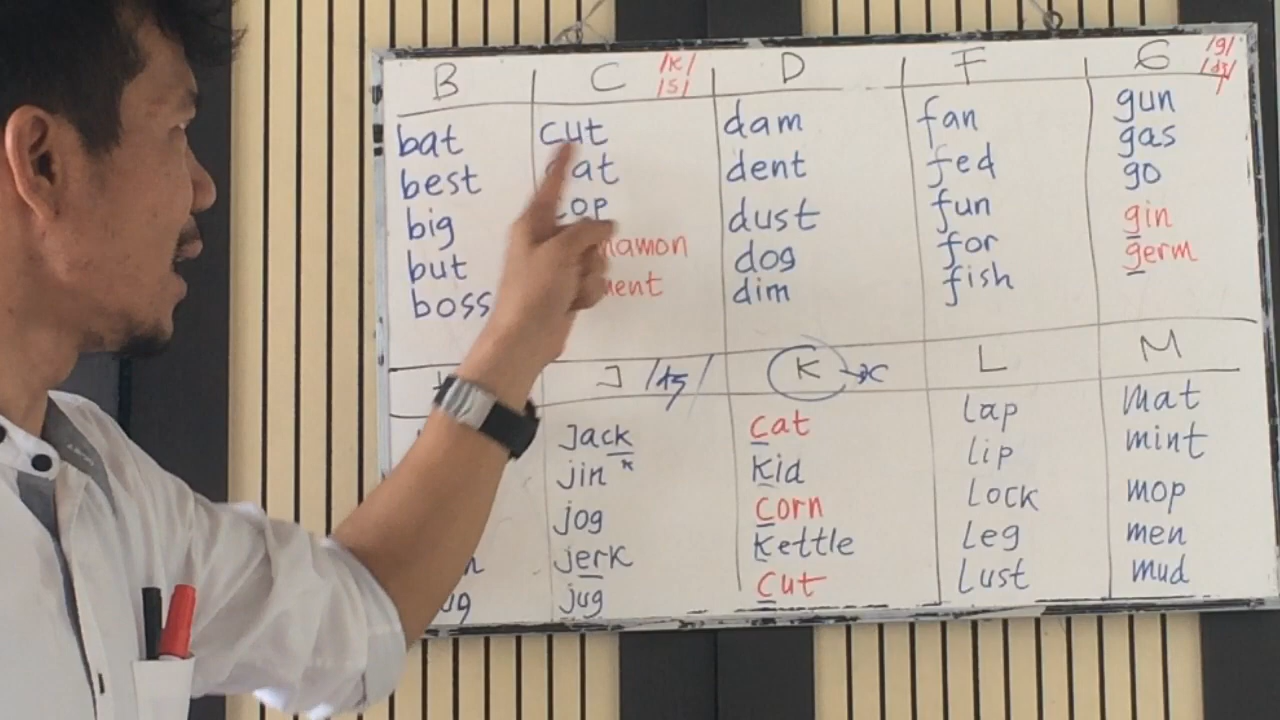 B C /k/ /s/ D F G /g/ /dʒ/
bat cut dam fan gun
best dent fed gas
big dust fun go
but dog for gin
boss dim fish germ
J /dʒ/ K → C L M
Jack cat Lap Mat
k
jin kid Lip mint
jog corn Lock mop
jerk kettle Leg men
jug cut Lust mud